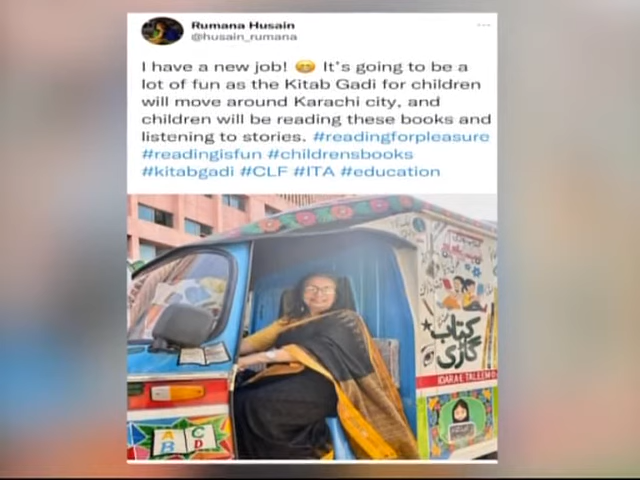 Rumana Husain
@husain_rumana
I have a new job! 😁 It's going to be a
lot of fun as the Kitab Gadi for children
will move around Karachi city, and
children will be reading these books and
listening to stories. #readingforpleasure
#readingisfun #childrensbooks
#kitabgadi #CLF #ITA #education
کتاب
گاڑی
IDARA E TALEEM O
A
B
C
D